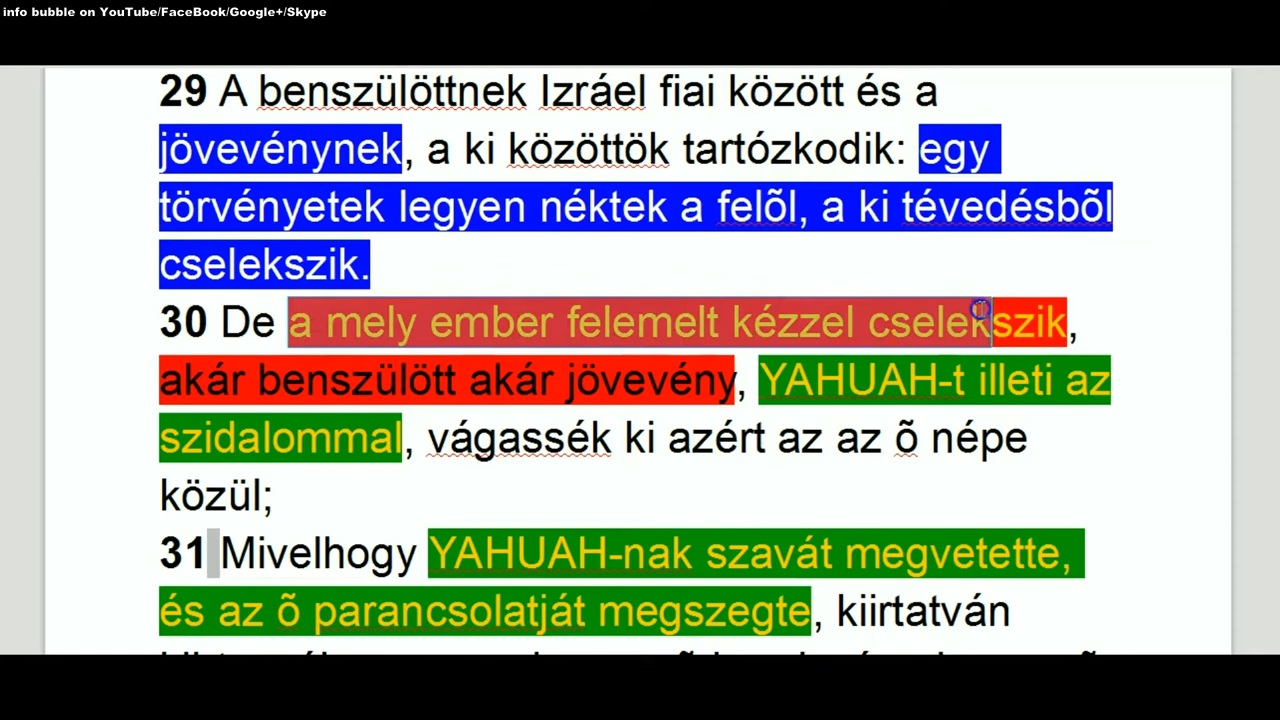 info bubble on YouTube/FaceBook/Google+/Skype
29 A benszülöttnek Izráel fiai között és a
jövevénynek, a ki közöttök tartózkodik: egy
törvényetek legyen néktek a felõl, a ki tévedésbõl
cselekszik.
30 De a mely ember felemelt kézzel cselekszik,
akár benszülött akár jövevény, YAHUAH-t illeti az
szidalommal, vágassék ki azért az az õ népe
közül;
31 Mivelhogy YAHUAH-nak szavát megvetette,
és az õ parancsolatját megszegte, kiirtatván